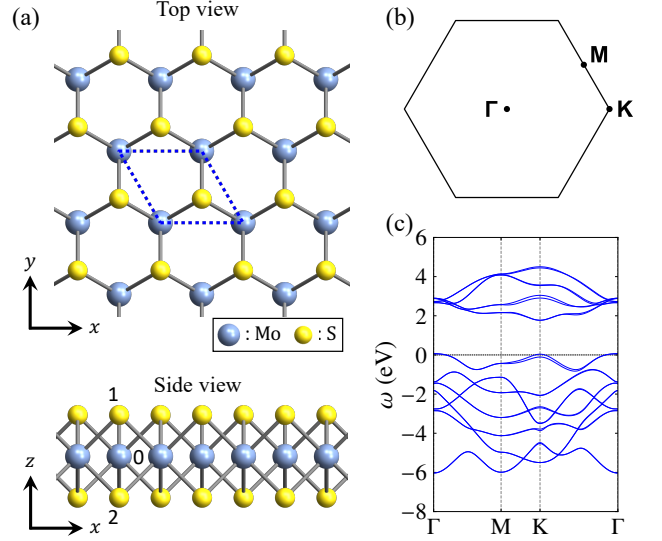 (a)
Top view
y
x
: Mo : S
Side view
1
0
2
z
x
(b)
M
Γ
K
(c)
6
4
2
0
−2
−4
−6
−8
ω (eV)
Γ M K Γ